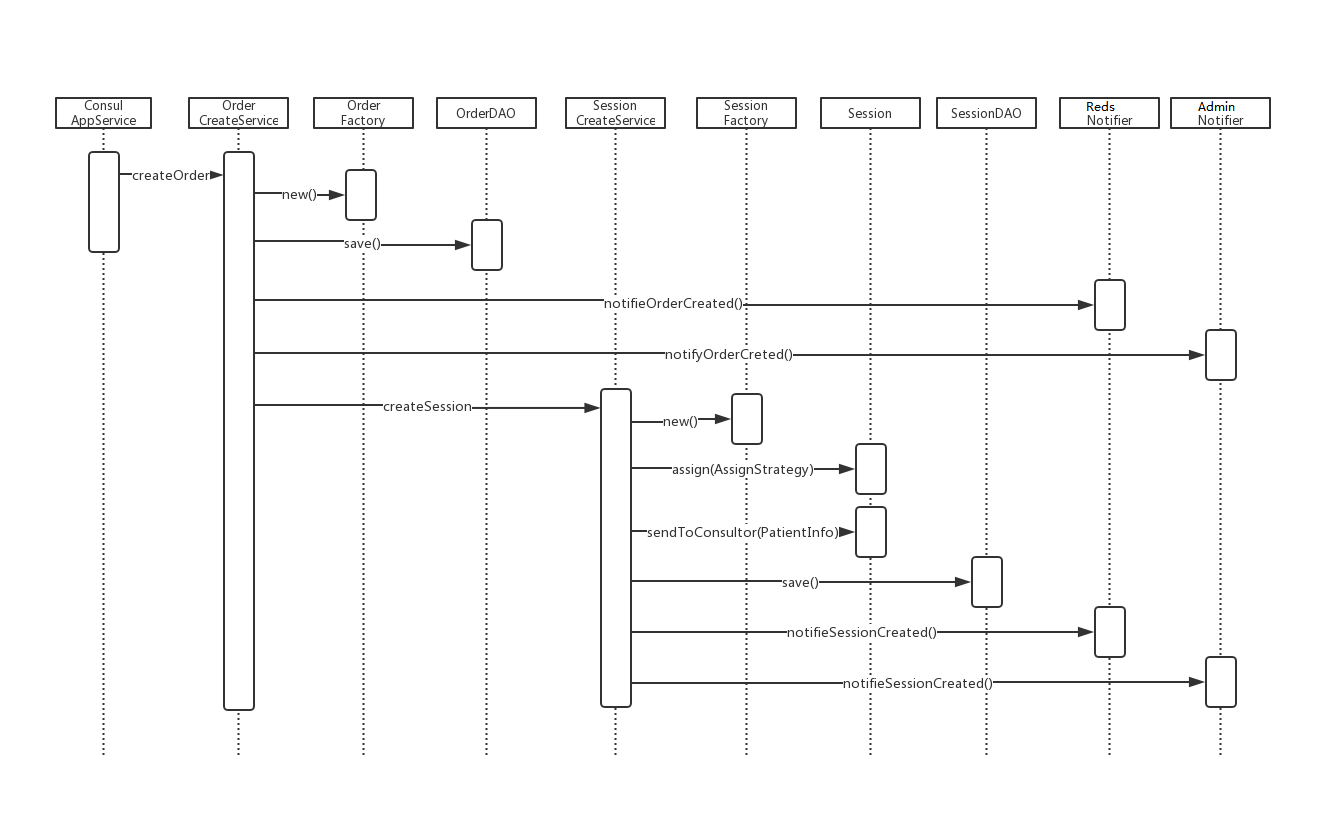 Consul
AppService
Order
CreateService
Order
Factory
OrderDAO
Session
CreateService
Session
Factory
Session
SessionDAO
Reds
Notifier
Admin
Notifier
createOrder
new()
save()
notifieOrderCreated()
notifyOrderCreted()
createSession
new()
assign(AssignStrategy)
sendToConsultor(PatientInfo)
save()
notifieSessionCreated()
notifieSessionCreated()